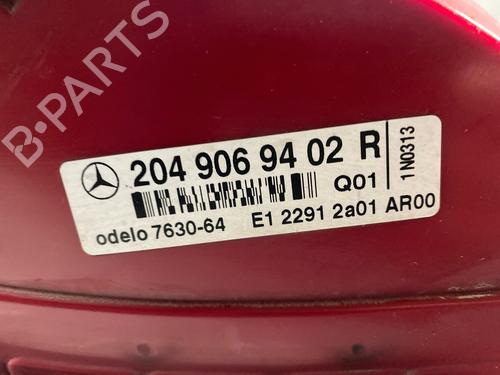 B-PARTS
204 906 94 02 R
Q01
1N0313
odelo 7630-64
E1 2291 2a01 AR00